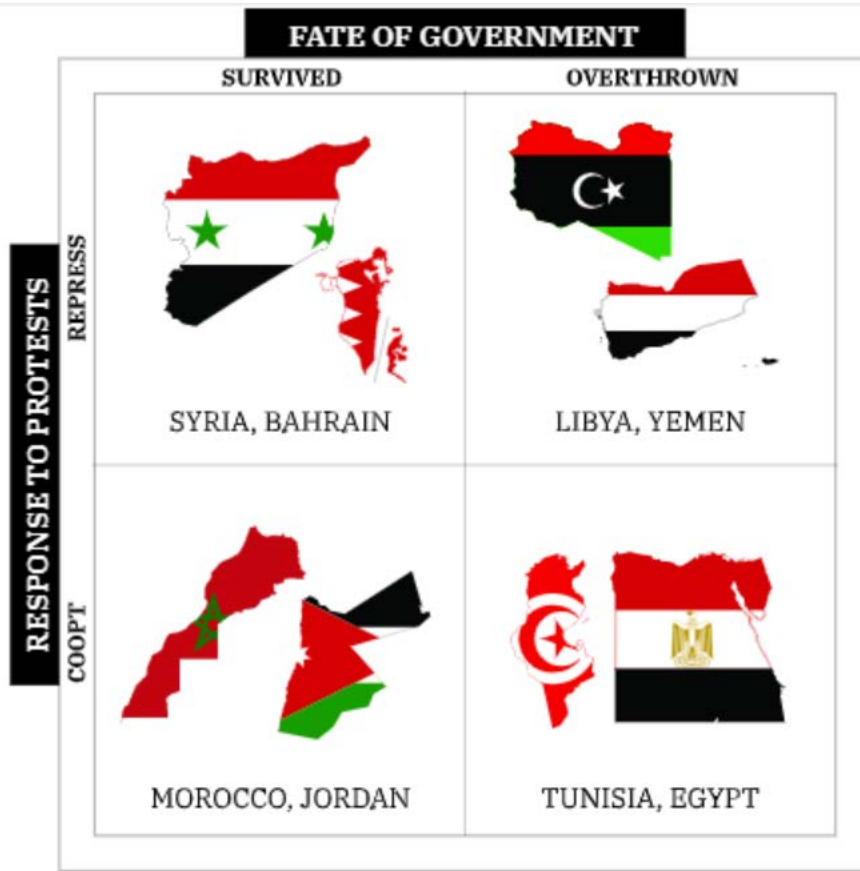 FATE OF GOVERNMENT
SURVIVED
OVERTHROWN
RESPONSE TO PROTESTS
REPRESS
SYRIA, BAHRAIN
LIBYA, YEMEN
COOPT
MOROCCO, JORDAN
TUNISIA, EGYPT